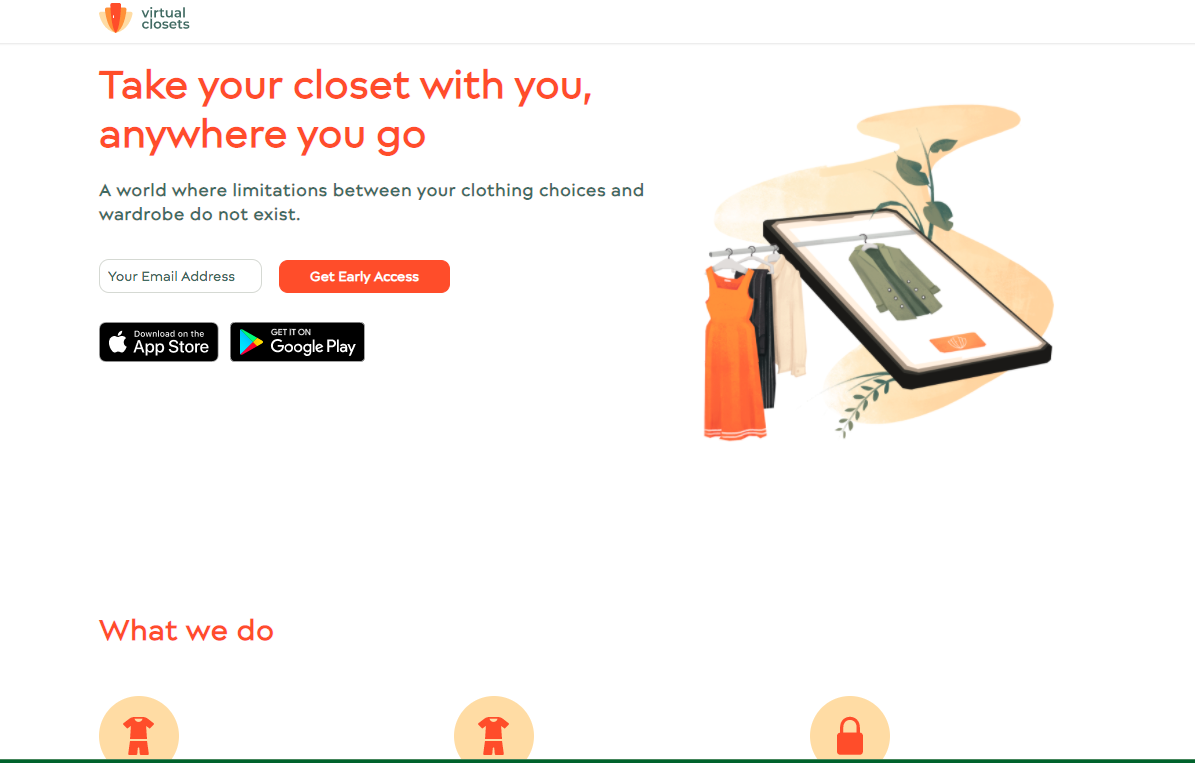 virtual
closets
Take your closet with you,
anywhere you go
A world where limitations between your clothing choices and
wardrobe do not exist.
Your Email Address
Get Early Access
Download on the
App Store
GET IT ON
Google Play
What we do